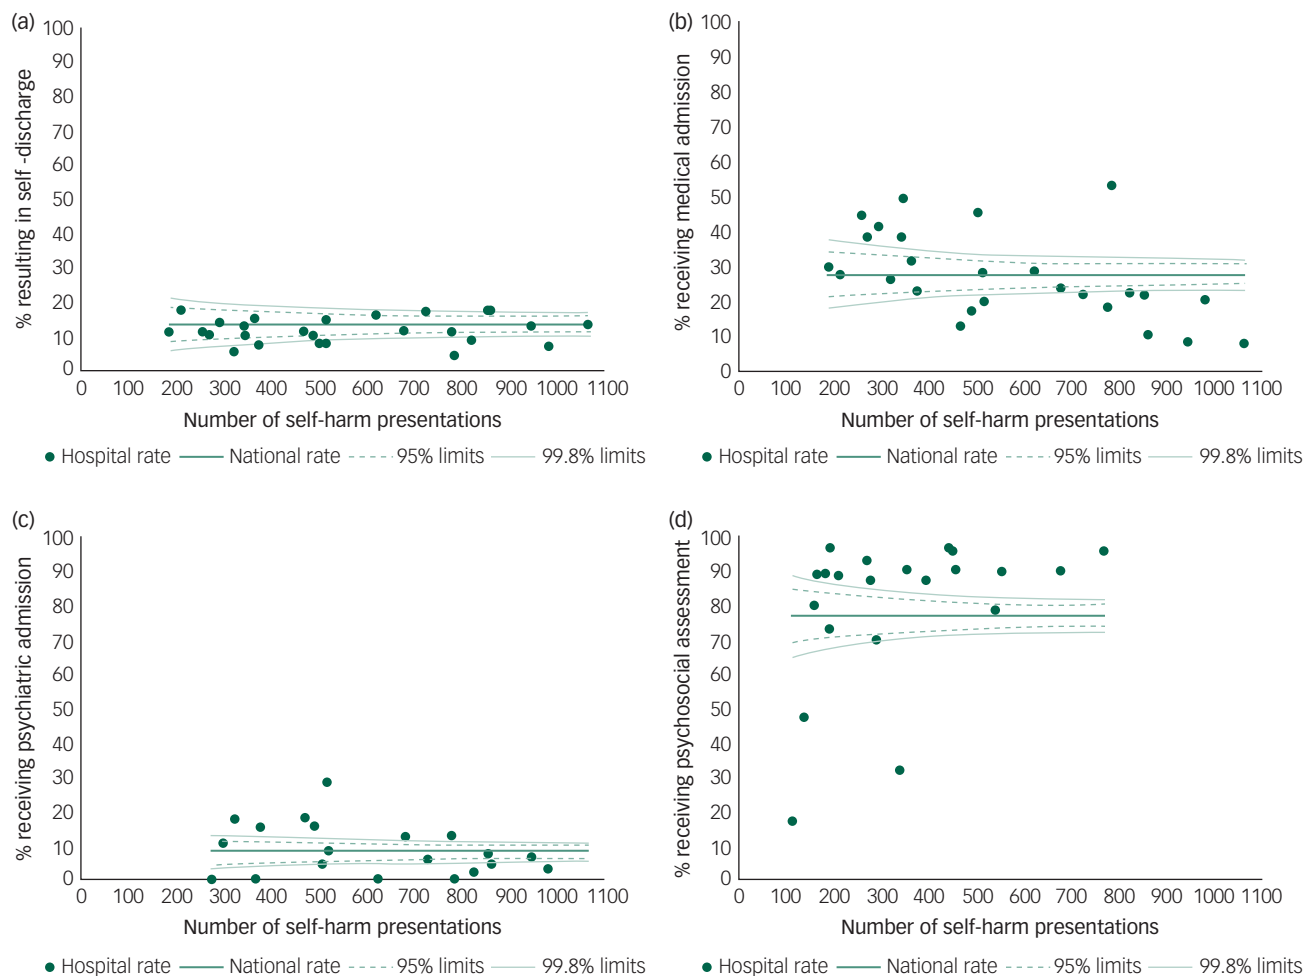 (a)
% resulting in self -discharge
100
90
80
70
60
50
40
30
20
10
0
0 100 200 300 400 500 600 700 800 900 1000 1100
Number of self-harm presentations
Hospital rate National rate 95% limits 99.8% limits
(b)
% receiving medical admission
100
90
80
70
60
50
40
30
20
10
0
0 100 200 300 400 500 600 700 800 900 1000 1100
Number of self-harm presentations
Hospital rate National rate 95% limits 99.8% limits
(c)
% receiving psychiatric admission
100
90
80
70
60
50
40
30
20
10
0
0 100 200 300 400 500 600 700 800 900 1000 1100
Number of self-harm presentations
Hospital rate National rate 95% limits 99.8% limits
(d)
% receiving psychosocial assessment
100
90
80
70
60
50
40
30
20
10
0
0 100 200 300 400 500 600 700 800 900 1000 1100
Number of self-harm presentations
Hospital rate National rate 95% limits 99.8% limits